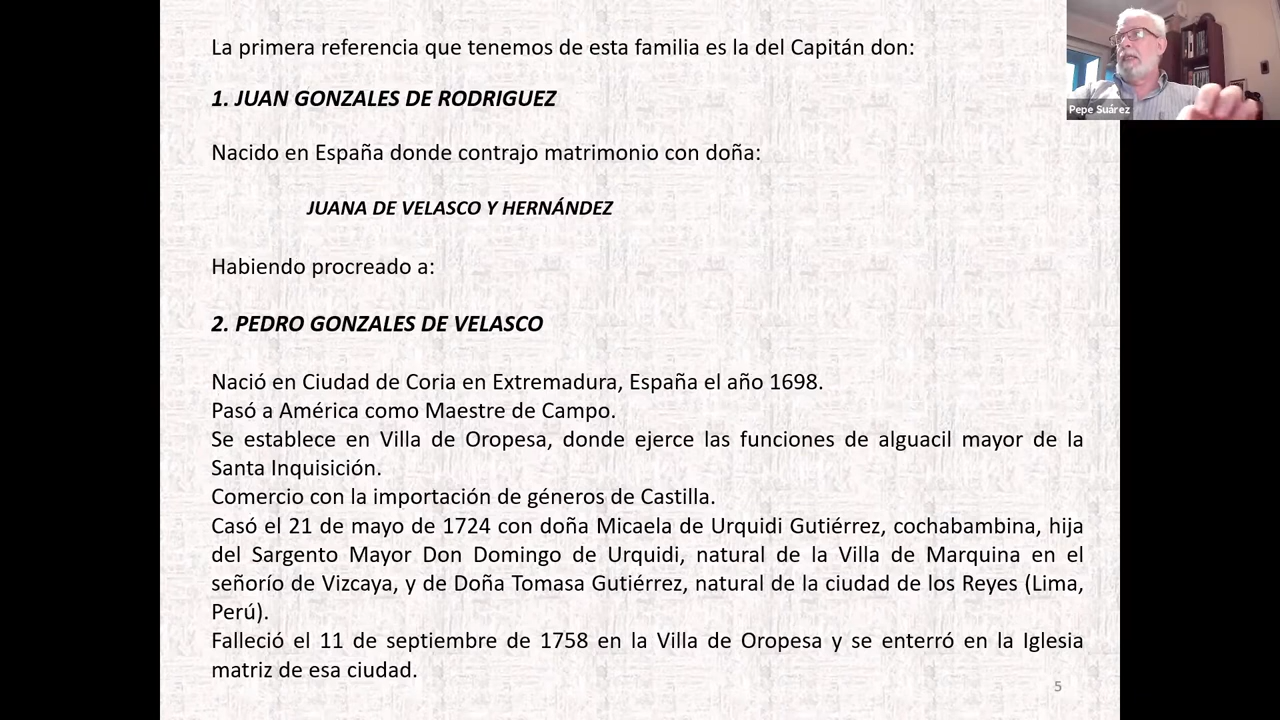 La primera referencia que tenemos de esta familia es la del Capitán don:
1. JUAN GONZALES DE RODRIGUEZ
Nacido en España donde contrajo matrimonio con doña:
JUANA DE VELASCO Y HERNÁNDEZ
Habiendo procreado a:
2. PEDRO GONZALES DE VELASCO
Nació en Ciudad de Coria en Extremadura, España el año 1698.
Pasó a América como Maestre de Campo.
Se establece en Villa de Oropesa, donde ejerce las funciones de alguacil mayor de la
Santa Inquisición.
Comercio con la importación de géneros de Castilla.
Casó el 21 de mayo de 1724 con doña Micaela de Urquidi Gutiérrez, cochabambina, hija
del Sargento Mayor Don Domingo de Urquidi, natural de la Villa de Marquina en el
señorío de Vizcaya, y de Doña Tomasa Gutiérrez, natural de la ciudad de los Reyes (Lima,
Perú).
Falleció el 11 de septiembre de 1758 en la Villa de Oropesa y se enterró en la Iglesia
matriz de esa ciudad.
5
Pepe Suárez